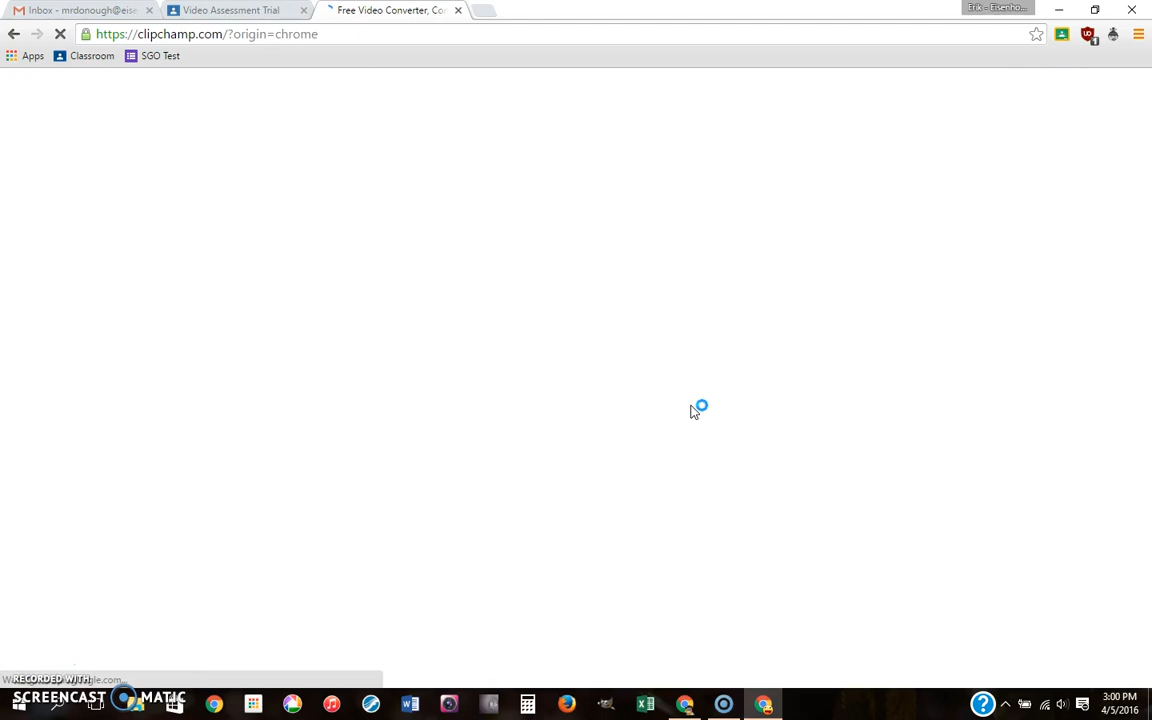 Inbox - mrdonough@eise
Video Assessment Trial
Free Video Converter, Co
Erik - Eisenho...
https://clipchamp.com/?origin=chrome
Apps
Classroom
SGO Test
RECORDED WITH
SCREENCAST MATIC
3:00 PM
4/5/2016